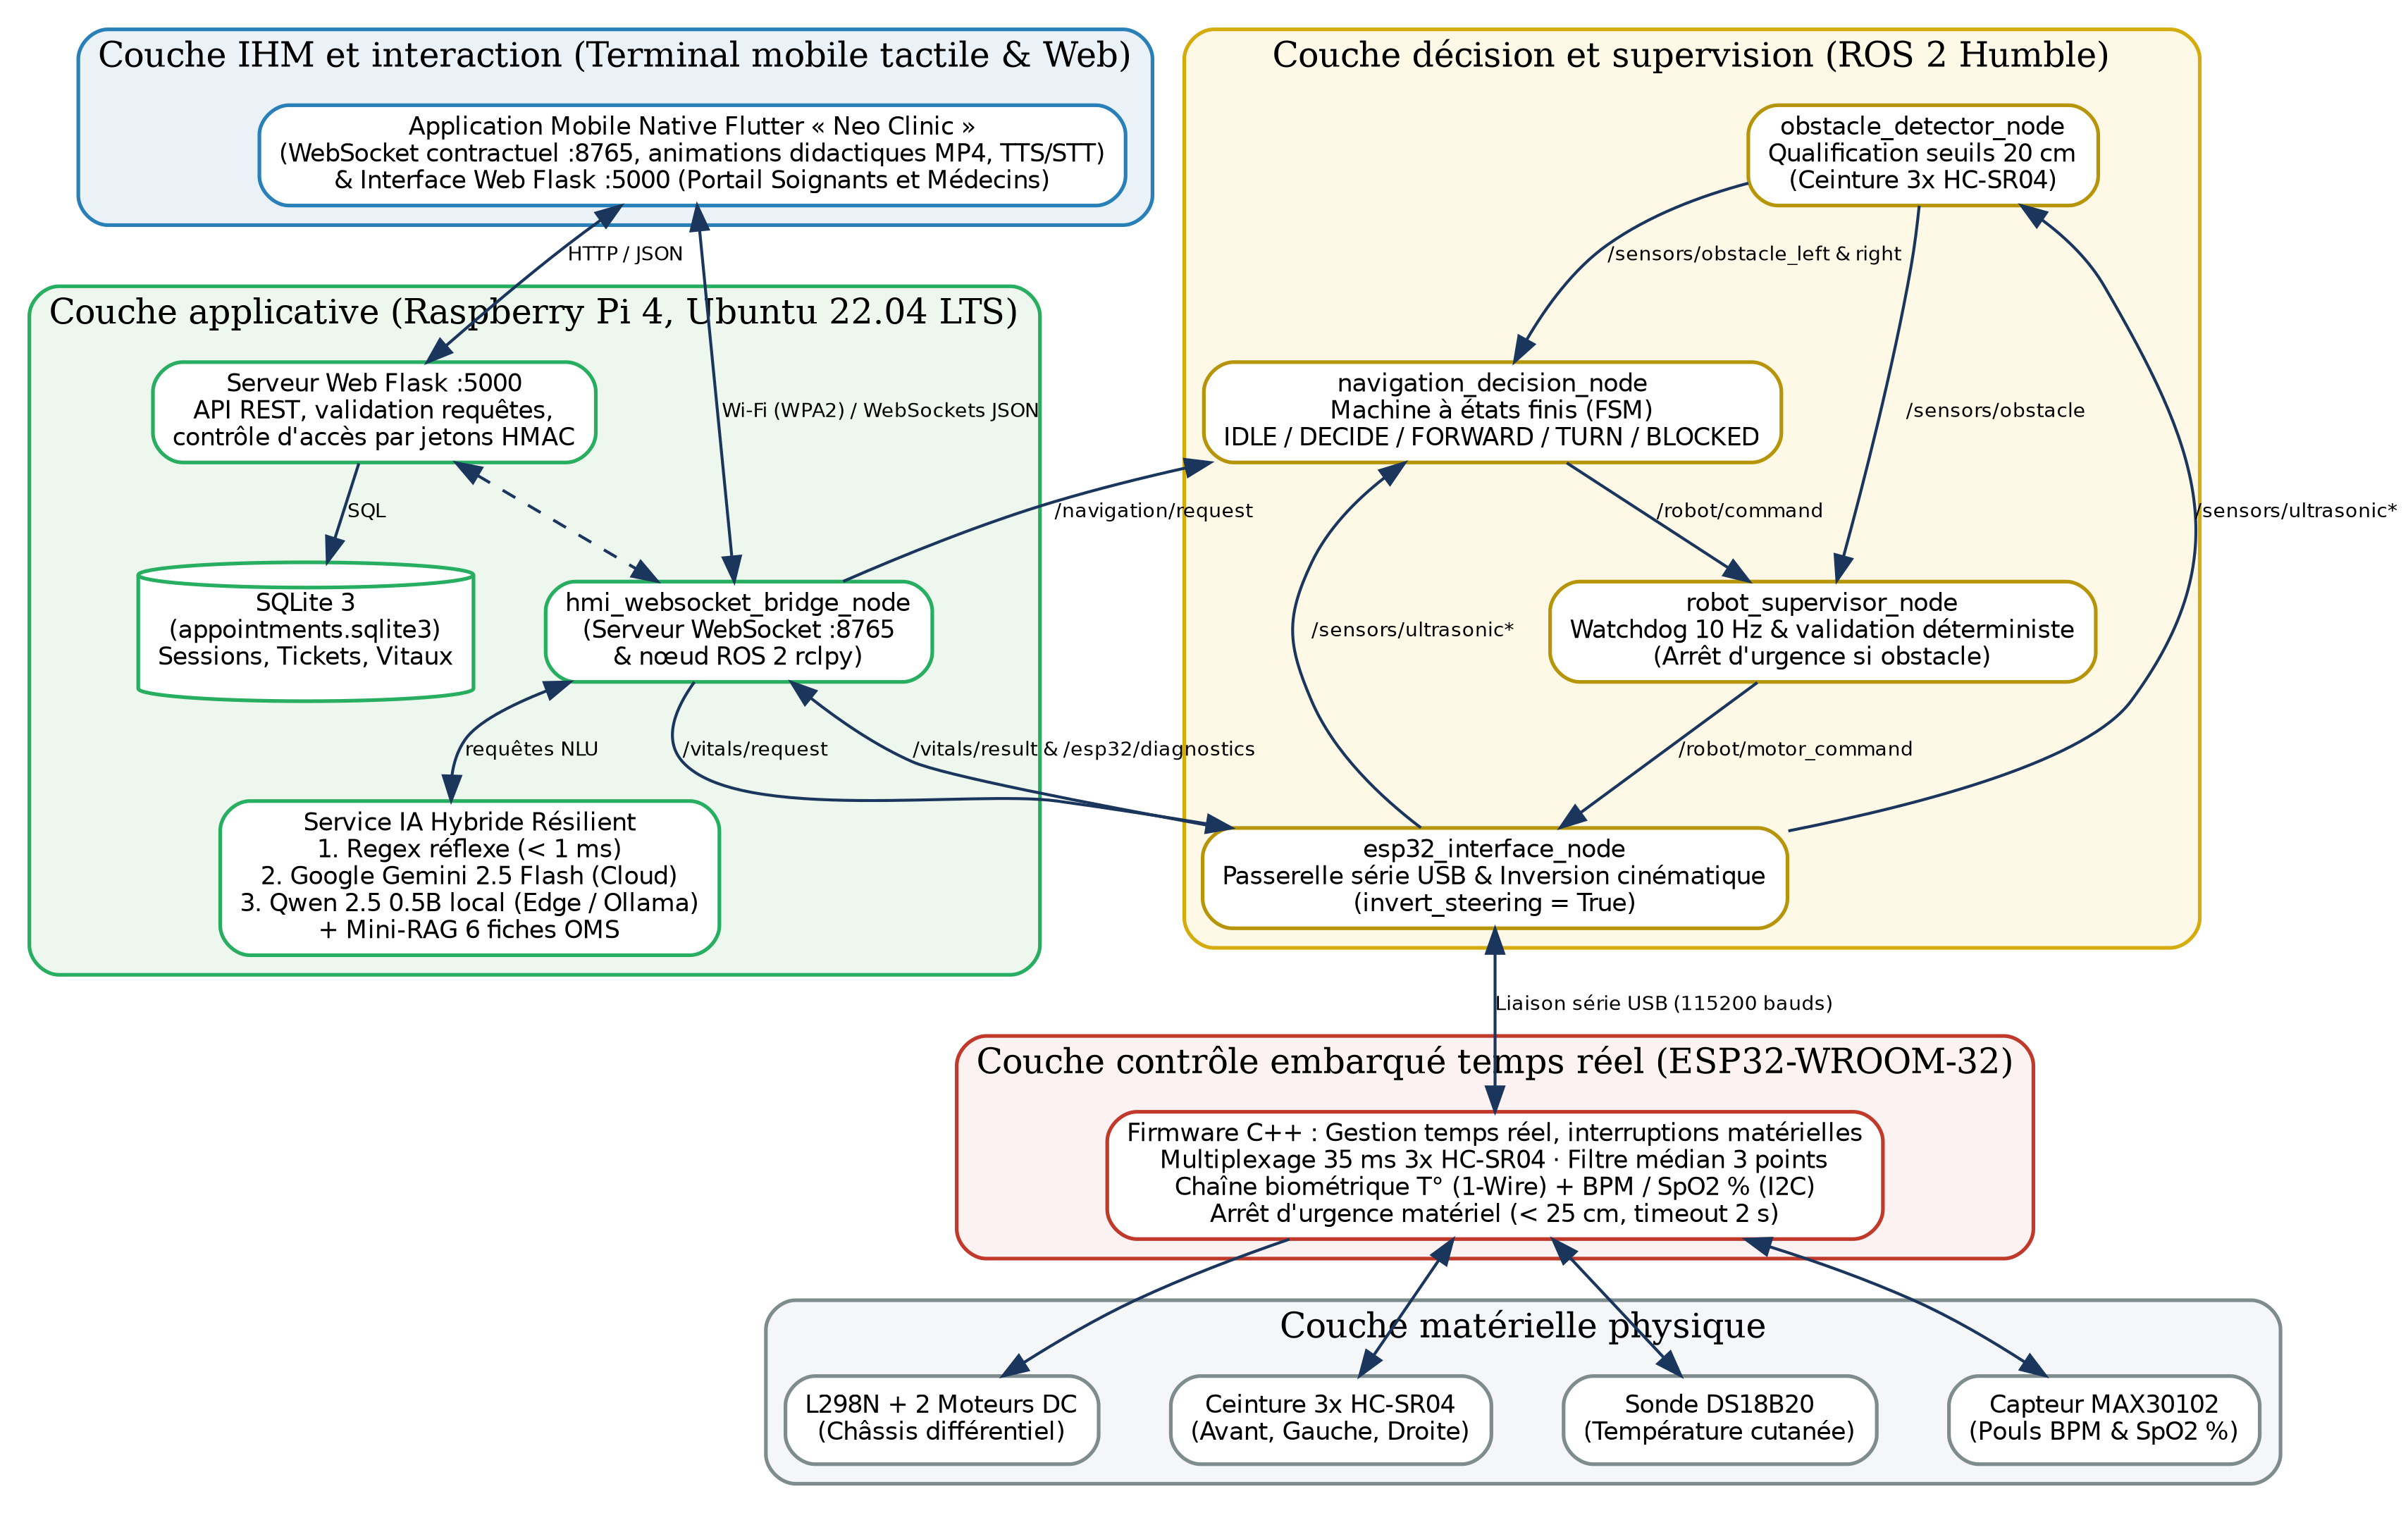 Couche IHM et interaction (Terminal mobile tactile & Web)
Application Mobile Native Flutter « Neo Clinic »
(WebSocket contractuel :8765, animations didactiques MP4, TTS/STT)
& Interface Web Flask :5000 (Portail Soignants et Médecins)
Couche décision et supervision (ROS 2 Humble)
obstacle_detector_node
Qualification seuils 20 cm
(Ceinture 3x HC-SR04)
HTTP / JSON
/sensors/obstacle_left & right
Couche applicative (Raspberry Pi 4, Ubuntu 22.04 LTS)
Serveur Web Flask :5000
API REST, validation requêtes,
contrôle d'accès par jetons HMAC
Wi-Fi (WPA2) / WebSockets JSON
navigation_decision_node
Machine à états finis (FSM)
IDLE / DECIDE / FORWARD / TURN / BLOCKED
/sensors/obstacle
SQL
/navigation/request
/robot/command
/sensors/ultrasonic*
SQLite 3
(appointments.sqlite3)
Sessions, Tickets, Vitaux
hmi_websocket_bridge_node
(Serveur WebSocket :8765
& nœud ROS 2 rclpy)
/sensors/ultrasonic*
robot_supervisor_node
Watchdog 10 Hz & validation déterministe
(Arrêt d'urgence si obstacle)
requêtes NLU
/vitals/request
/vitals/result & /esp32/diagnostics
/robot/motor_command
Service IA Hybride Résilient
1. Regex réflexe (< 1 ms)
2. Google Gemini 2.5 Flash (Cloud)
3. Qwen 2.5 0.5B local (Edge / Ollama)
+ Mini-RAG 6 fiches OMS
esp32_interface_node
Passerelle série USB & Inversion cinématique
(invert_steering = True)
Liaison série USB (115200 bauds)
Couche contrôle embarqué temps réel (ESP32-WROOM-32)
Firmware C++ : Gestion temps réel, interruptions matérielles
Multiplexage 35 ms 3x HC-SR04 · Filtre médian 3 points
Chaîne biométrique T° (1-Wire) + BPM / SpO2 % (I2C)
Arrêt d'urgence matériel (< 25 cm, timeout 2 s)
Couche matérielle physique
L298N + 2 Moteurs DC
(Châssis différentiel)
Ceinture 3x HC-SR04
(Avant, Gauche, Droite)
Sonde DS18B20
(Température cutanée)
Capteur MAX30102
(Pouls BPM & SpO2 %)